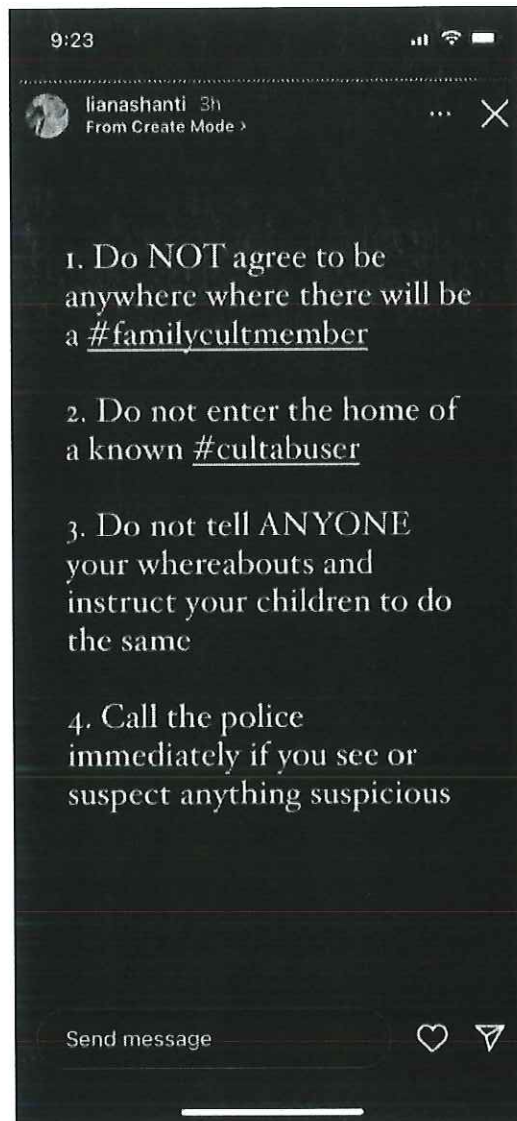 9:23
lianashanti 3h
From Create Mode >
1. Do NOT agree to be
anywhere where there will be
a #familycultmember
2. Do not enter the home of
a known #cultabuser
3. Do not tell ANYONE
your whereabouts and
instruct your children to do
the same
4. Call the police
immediately if you see or
suspect anything suspicious
Send message